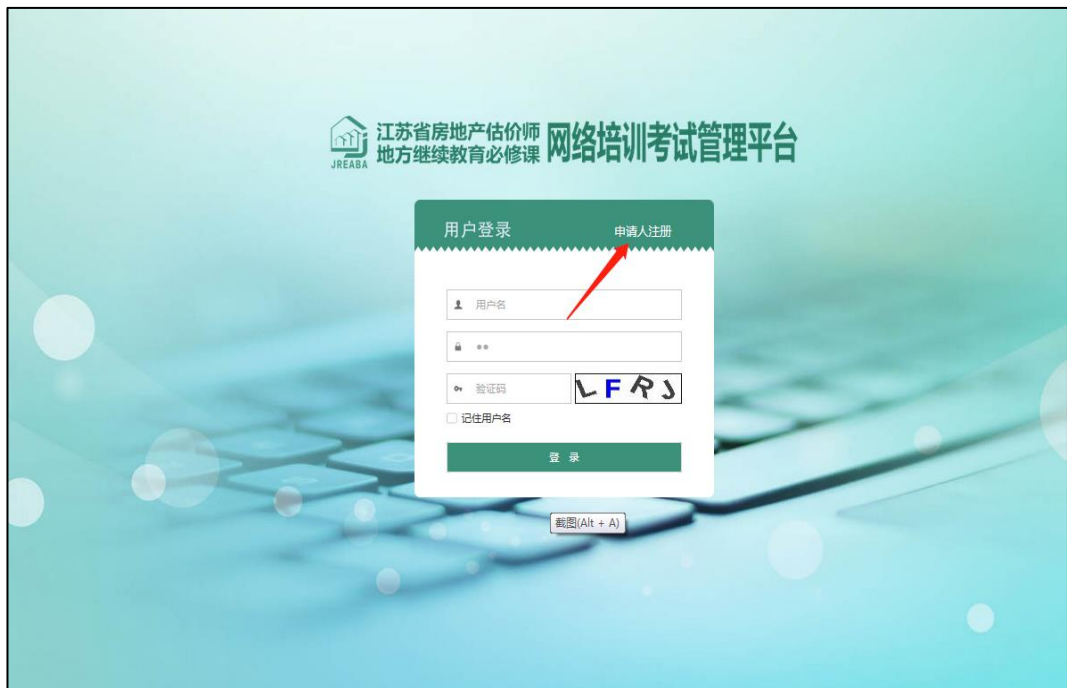 江苏省房地产估价师
地方继续教育必修课
网络培训考试管理平台
JREABA
用户登录
申请人注册
用户名
验证码
LFRJ
记住用户名
登 录
截图(Alt + A)